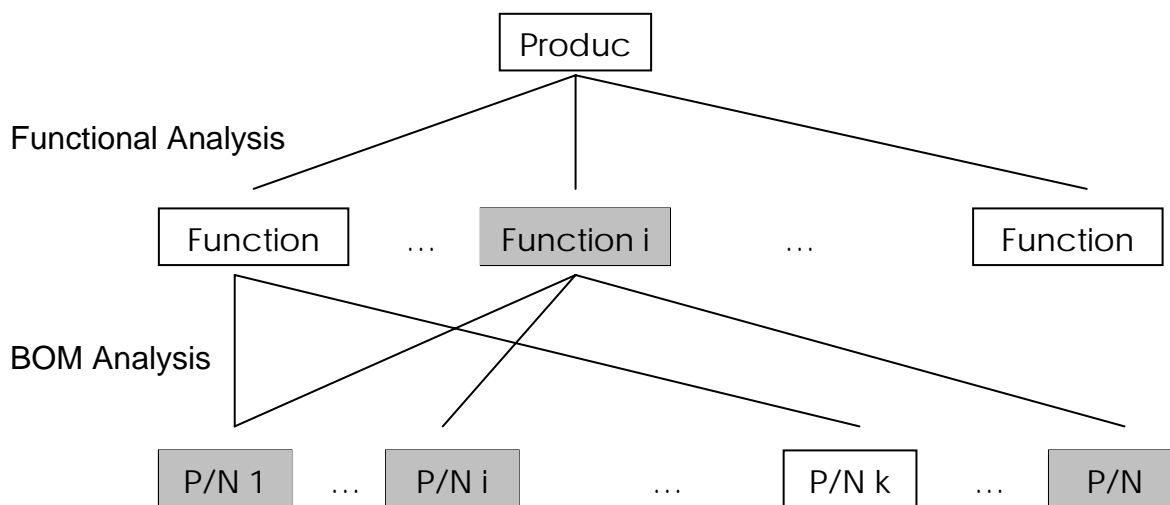 Produc
Functional Analysis
Function ... Function i ... Function
BOM Analysis
P/N 1 ... P/N i ... P/N k ... P/N